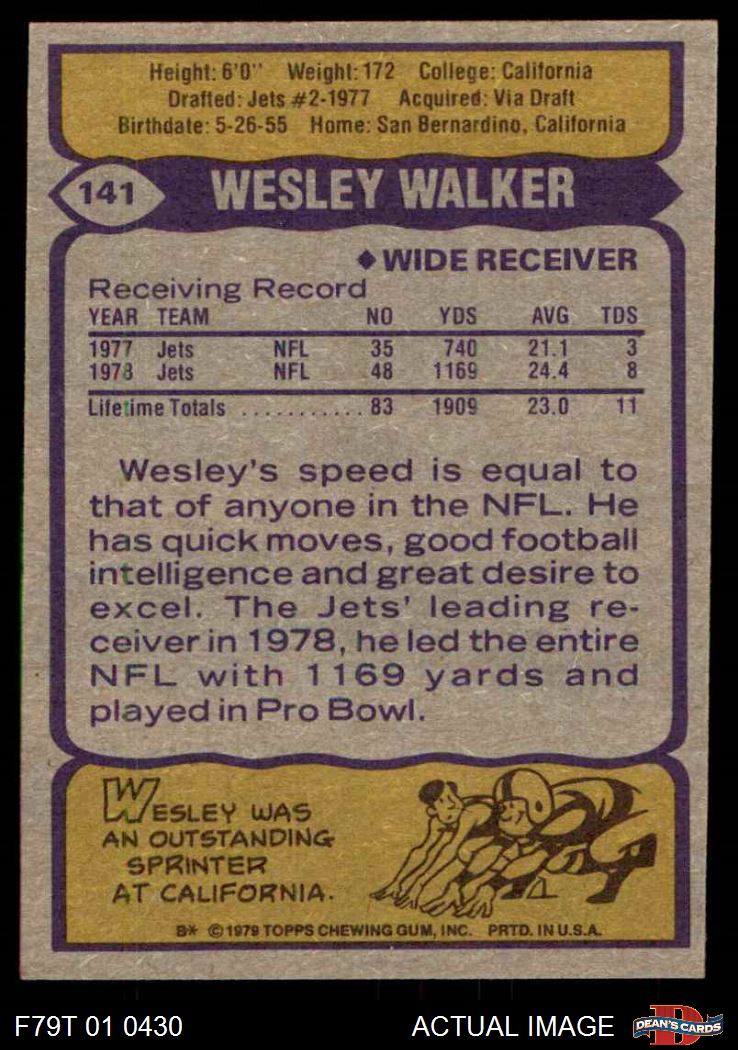 Height: 6'0" Weight: 172 College: California
Drafted: Jets #2-1977 Acquired: Via Draft
Birthdate: 5-26-55 Home: San Bernardino, California
141 WESLEY WALKER
◆ WIDE RECEIVER
Receiving Record
YEAR TEAM NO YDS AVG TDS
1977 Jets NFL 35 740 21.1 3
1978 Jets NFL 48 1169 24.4 8
Lifetime Totals ............ 83 1909 23.0 11
Wesley's speed is equal to
that of anyone in the NFL. He
has quick moves, good football
intelligence and great desire to
excel. The Jets' leading re-
ceiver in 1978, he led the entire
NFL with 1169 yards and
played in Pro Bowl.
WESLEY WAS
AN OUTSTANDING
SPRINTER
AT CALIFORNIA.
B* © 1979 TOPPS CHEWING GUM, INC. PRTD. IN U.S.A.
F79T 01 0430 ACTUAL IMAGE D DEAN'S CARDS